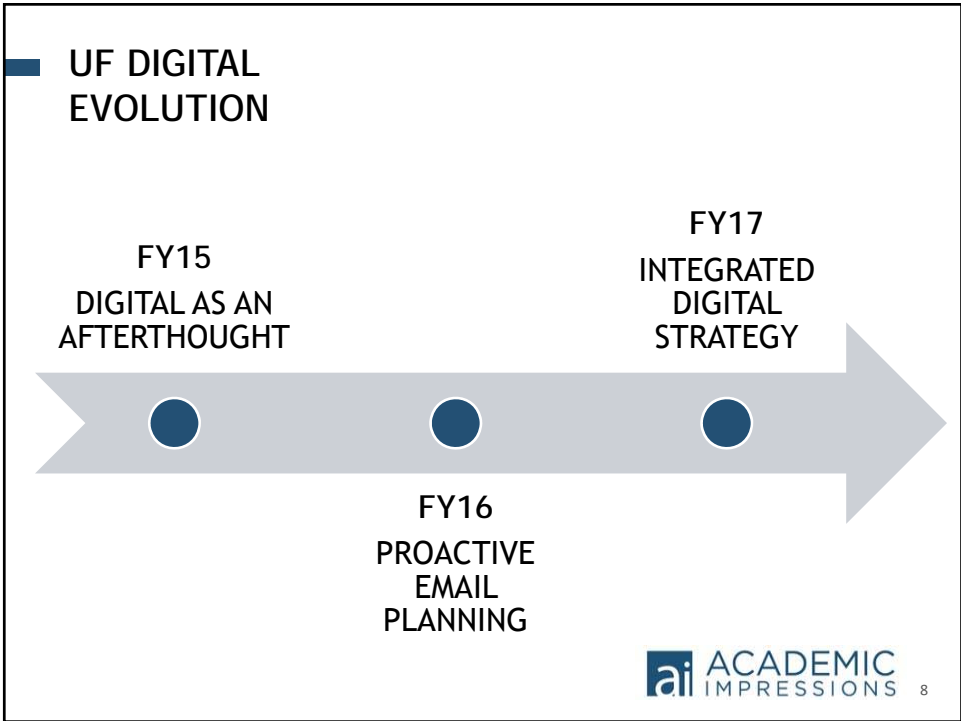 UF DIGITAL
EVOLUTION
FY15
DIGITAL AS AN
AFTERTHOUGHT
FY16
PROACTIVE
EMAIL
PLANNING
FY17
INTEGRATED
DIGITAL
STRATEGY
ai ACADEMIC
IMPRESSIONS
8